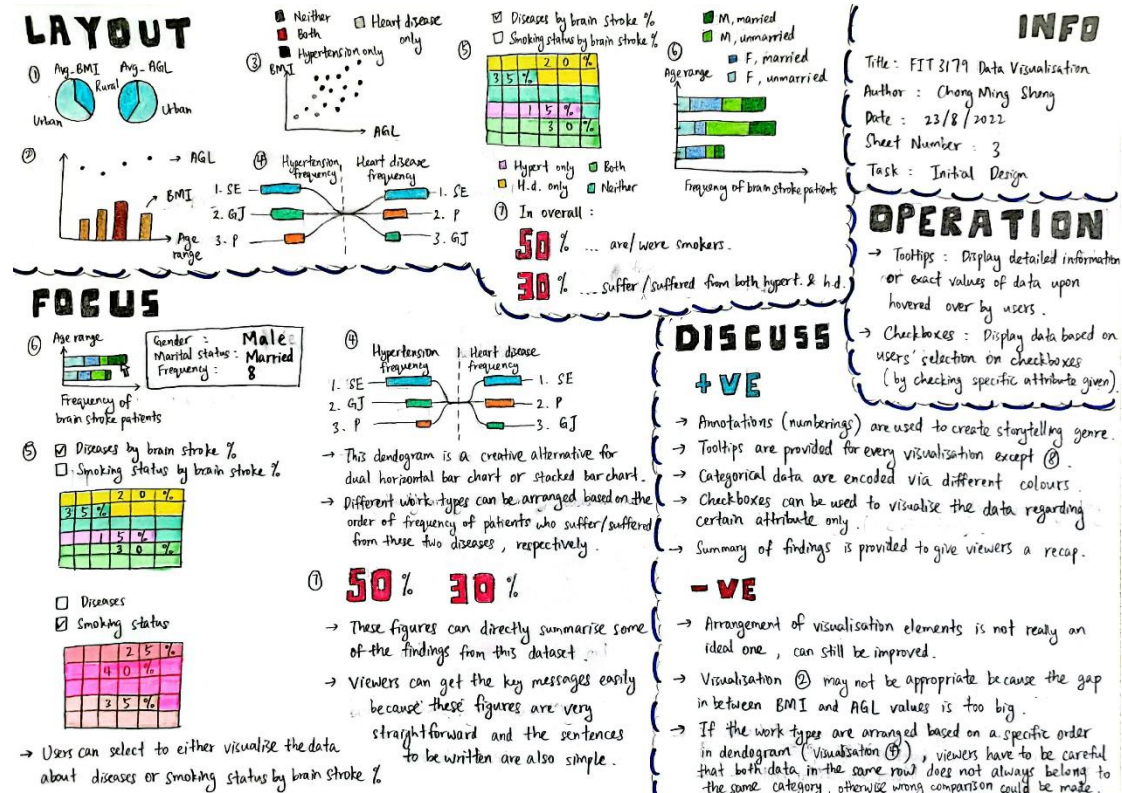 LAYOUT
①
Avg-BMI
Avg-AGL
Rural
Urban
Urban
②
AGL
BMI
Age
range
Neither
Both
Hypertension only
Heart disease
only
③
BMI
AGL
④
Hypertension
frequency
Heart disease
frequency
1. SE
1. SE
2. GJ
2. P
3. P
3. GJ
⑤
Diseases by brain stroke %
Smoking status by brain stroke %
20%
35%
15%
30%
Hypert only
Both
H.d. only
Neither
⑥
M, married
M, unmarried
F, married
F, unmarried
Age range
Frequency of brain stroke patients
⑦ In overall :
50 % ... are/were smokers.
30 % ... suffer/suffered from both hypert. & h.d.
INFO
Title : FIT3179 Data Visualisation
Author : Chong Ming Sheng
Date : 23/8/2022
Sheet Number : 3
Task : Initial Design
OPERATION
→ Tooltips : Display detailed information
or exact values of data upon
hovered over by users.
→ Checkboxes : Display data based on
users' selection on checkboxes
(by checking specific attribute given).
FOCUS
⑥
Age range
Frequency of
brain stroke patients
Gender : Male
Marital status : Married
Frequency : 8
⑤
Diseases by brain stroke %
Smoking status by brain stroke %
20%
35%
15%
30%
Diseases
Smoking status
25%
40%
35%
→ Users can select to either visualise the data
about diseases or smoking status by brain stroke %
④
Hypertension
frequency
Heart disease
frequency
1. SE
1. SE
2. GJ
2. P
3. P
3. GJ
→ This dendogram is a creative alternative for
dual horizontal bar chart or stacked bar chart.
→ Different work types can be arranged based on the
order of frequency of patients who suffer/suffered
from these two diseases, respectively.
⑦ 50 % 30 %
→ These figures can directly summarise some
of the findings from this dataset.
→ Viewers can get the key messages easily
because these figures are very
straightforward and the sentences
to be written are also simple.
DISCUSS
+VE
→ Annotations (numberings) are used to create storytelling genre.
→ Tooltips are provided for every visualisation except ⑧.
→ Categorical data are encoded via different colours.
→ Checkboxes can be used to visualise the data regarding
certain attribute only.
→ Summary of findings is provided to give viewers a recap.
-VE
→ Arrangement of visualisation elements is not really an
ideal one, can still be improved.
→ Visualization ② may not be appropriate because the gap
in between BMI and AGL values is too big.
→ If the work types are arranged based on a specific order
in dendogram (visualisation ④), viewers have to be careful
that both data in the same row does not always belong to
the same category, otherwise wrong comparison could be made.